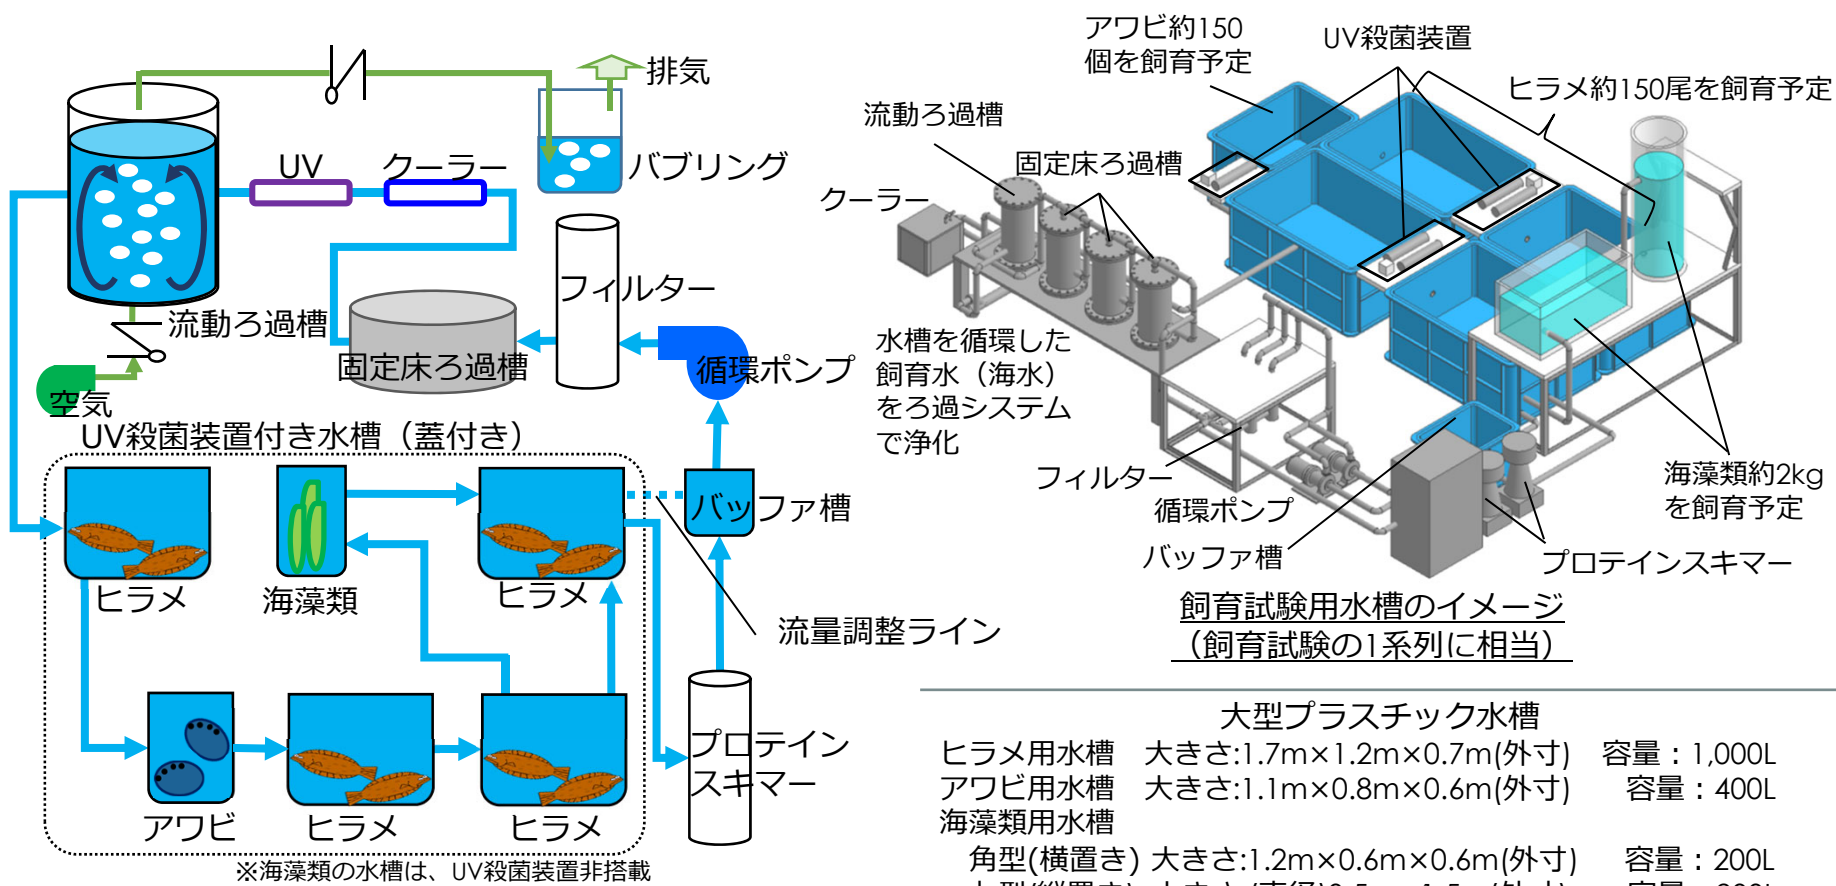 排気
バブリング
UV
クーラー
フィルター
流動ろ過槽
固定床ろ過槽
循環ポンプ
空気
UV殺菌装置付き水槽（蓋付き）
バッファ槽
ヒラメ
海藻類
ヒラメ
流量調整ライン
プロテイン
スキマー
アワビ
ヒラメ
ヒラメ
※海藻類の水槽は、UV殺菌装置非搭載
アワビ約150
個を飼育予定
UV殺菌装置
ヒラメ約150尾を飼育予定
流動ろ過槽
固定床ろ過槽
クーラー
水槽を循環した
飼育水（海水）
をろ過システム
で浄化
フィルター
循環ポンプ
バッファ槽
海藻類約2kg
を飼育予定
プロテインスキマー
飼育試験用水槽のイメージ
（飼育試験の1系列に相当）
大型プラスチック水槽
ヒラメ用水槽 大きさ:1.7m×1.2m×0.7m(外寸) 容量：1,000L
アワビ用水槽 大きさ:1.1m×0.8m×0.6m(外寸) 容量：400L
海藻類用水槽
角型(横置き) 大きさ:1.2m×0.6m×0.6m(外寸) 容量：200L